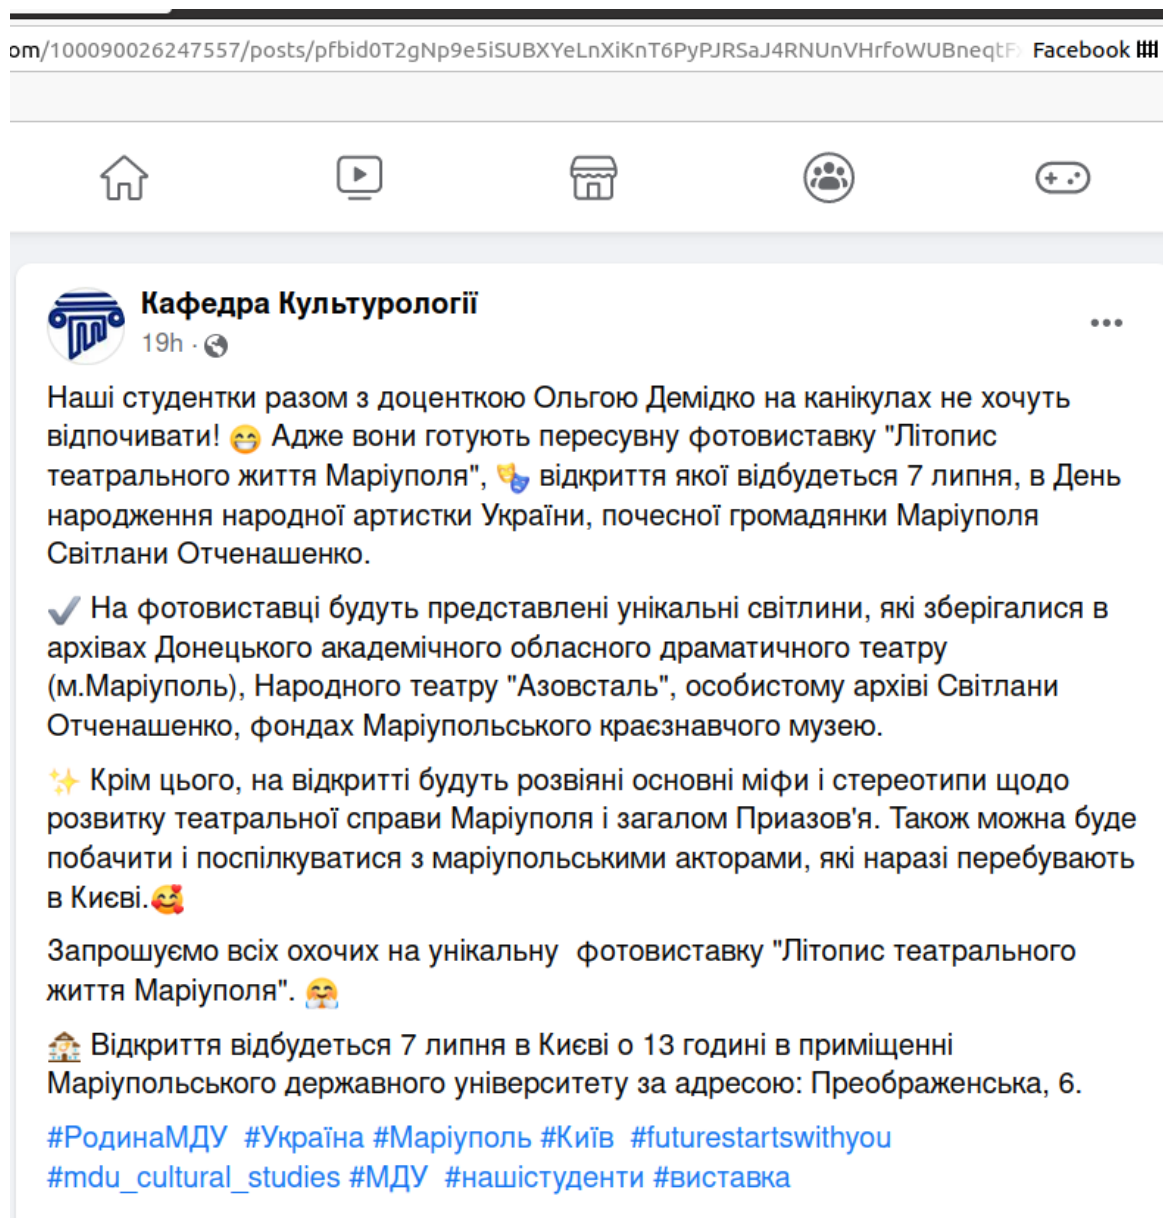 om/100090026247557/posts/pfbid0T2gNp9e5iSUBXYeLnXiKnT6PyPJRSaJ4RNUnVHrfoWUBneqtF Facebook
Кафедра Культурології
19h ·
Наші студентки разом з доценткою Ольгою Демідко на канікулах не хочуть
відпочивати! 😁 Адже вони готують пересувну фотовиставку "Літопис
театрального життя Маріуполя", 🎭 відкриття якої відбудеться 7 липня, в День
народження народної артистки України, почесної громадянки Маріуполя
Світлани Отченашенко.
✔️ На фотовиставці будуть представлені унікальні світлини, які зберігалися в
архівах Донецького академічного обласного драматичного театру
(м.Маріуполь), Народного театру "Азовсталь", особистому архіві Світлани
Отченашенко, фондах Маріупольського краєзнавчого музею.
✨ Крім цього, на відкритті будуть розвіяні основні міфи і стереотипи щодо
розвитку театральної справи Маріуполя і загалом Приазов'я. Також можна буде
побачити і поспілкуватися з маріупольськими акторами, які наразі перебувають
в Києві.🥰
Запрошуємо всіх охочих на унікальну  фотовиставку "Літопис театрального
життя Маріуполя". 🤗
🏫 Відкриття відбудеться 7 липня в Києві о 13 годині в приміщенні
Маріупольського державного університету за адресою: Преображенська, 6.
#РодинаМДУ  #Україна #Маріуполь #Київ  #futurestartswithyou
#mdu_cultural_studies #МДУ  #нашістуденти #виставка